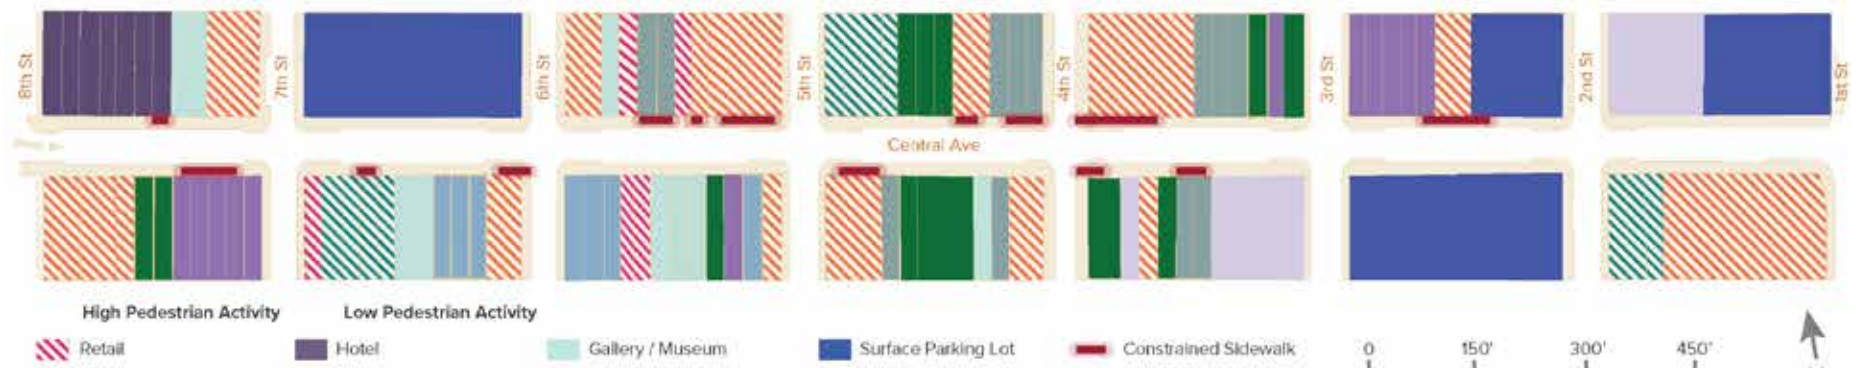 8th St
7th St
6th St
5th St
4th St
3rd St
2nd St
1st St
Central Ave
High Pedestrian Activity
Low Pedestrian Activity
Retail
Hotel
Gallery / Museum
Surface Parking Lot
Constrained Sidewalk
0
150'
300'
450'